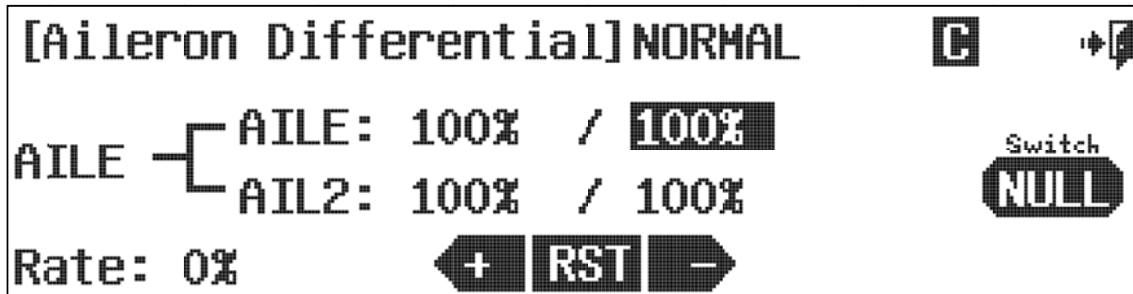 [Aileron Differential] NORMAL C
AILE
AILE: 100% / 100%
AIL2: 100% / 100%
Switch
NULL
Rate: 0% + RST -